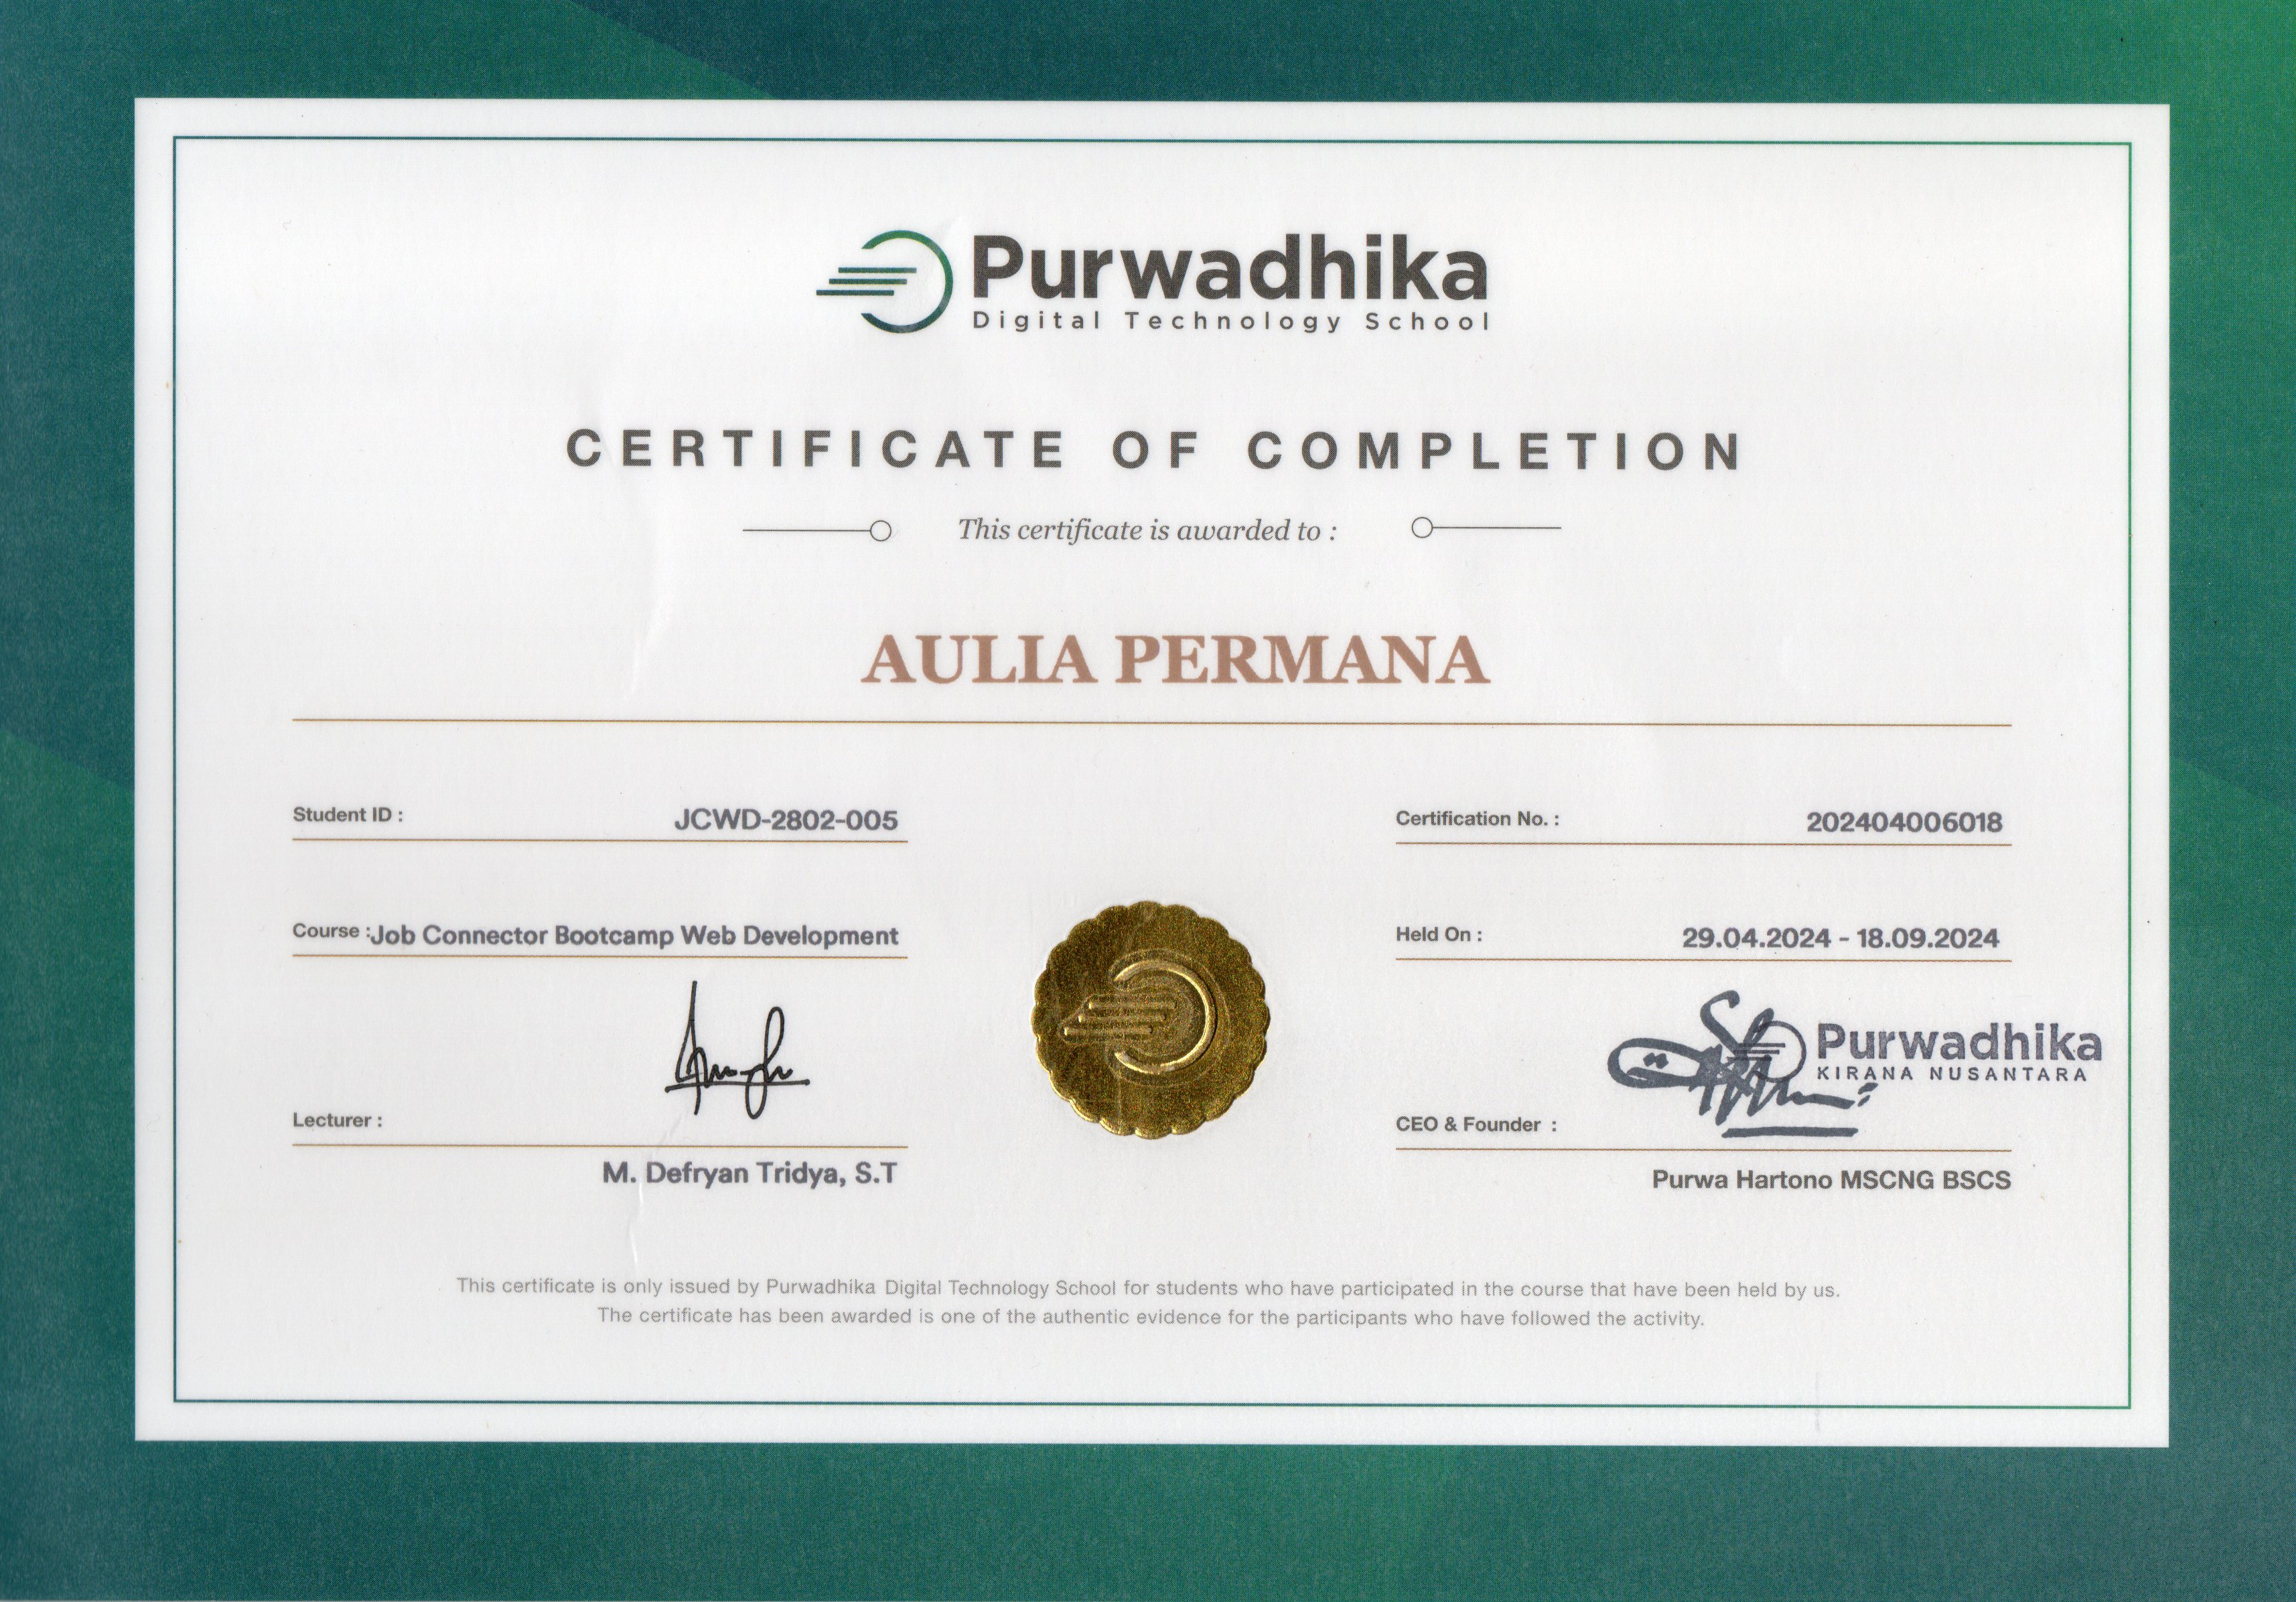 Purwadhika
Digital Technology School
CERTIFICATE OF COMPLETION
This certificate is awarded to :
AULIA PERMANA
Student ID : JCWD-2802-005
Certification No. : 202404006018
Course : Job Connector Bootcamp Web Development
Held On : 29.04.2024 - 18.09.2024
Purwadhika
KIRANA NUSANTARA
Lecturer :
CEO & Founder :
M. Defryan Tridya, S.T
Purwa Hartono MSCNG BSCS
This certificate is only issued by Purwadhika Digital Technology School for students who have participated in the course that have been held by us.
The certificate has been awarded is one of the authentic evidence for the participants who have followed the activity.